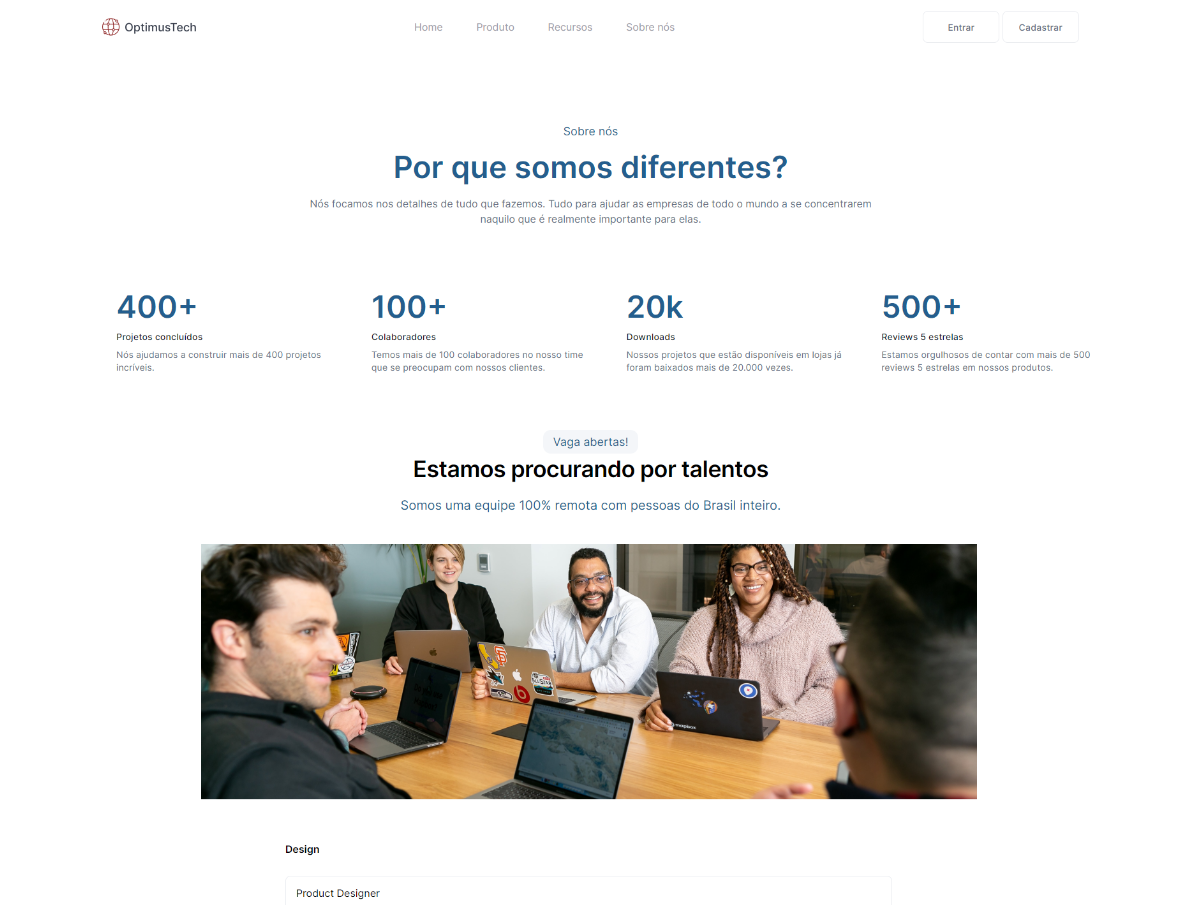 OptimusTech
Home
Produto
Recursos
Sobre nós
Entrar
Cadastrar
Sobre nós
Por que somos diferentes?
Nós focamos nos detalhes de tudo que fazemos. Tudo para ajudar as empresas de todo o mundo a se concentrarem
naquilo que é realmente importante para elas.
400+
Projetos concluídos
Nós ajudamos a construir mais de 400 projetos
incríveis.
100+
Colaboradores
Temos mais de 100 colaboradores no nosso time
que se preocupam com nossos clientes.
20k
Downloads
Nossos projetos que estão disponíveis em lojas já
foram baixados mais de 20.000 vezes.
500+
Reviews 5 estrelas
Estamos orgulhosos de contar com mais de 500
reviews 5 estrelas em nossos produtos.
Vaga abertas!
Estamos procurando por talentos
Somos uma equipe 100% remota com pessoas do Brasil inteiro.
Design
Product Designer